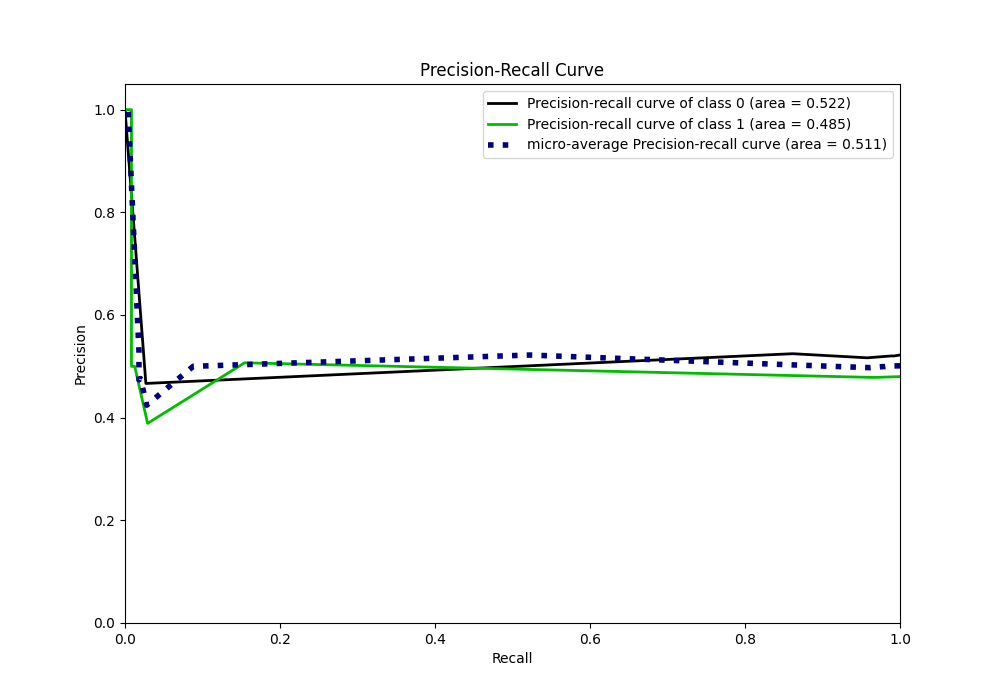 Precision-Recall Curve
Precision-recall curve of class 0 (area = 0.522)
Precision-recall curve of class 1 (area = 0.485)
micro-average Precision-recall curve (area = 0.511)
1.0
0.8
0.6
0.4
0.2
0.0
Precision
0.0 0.2 0.4 0.6 0.8 1.0
Recall